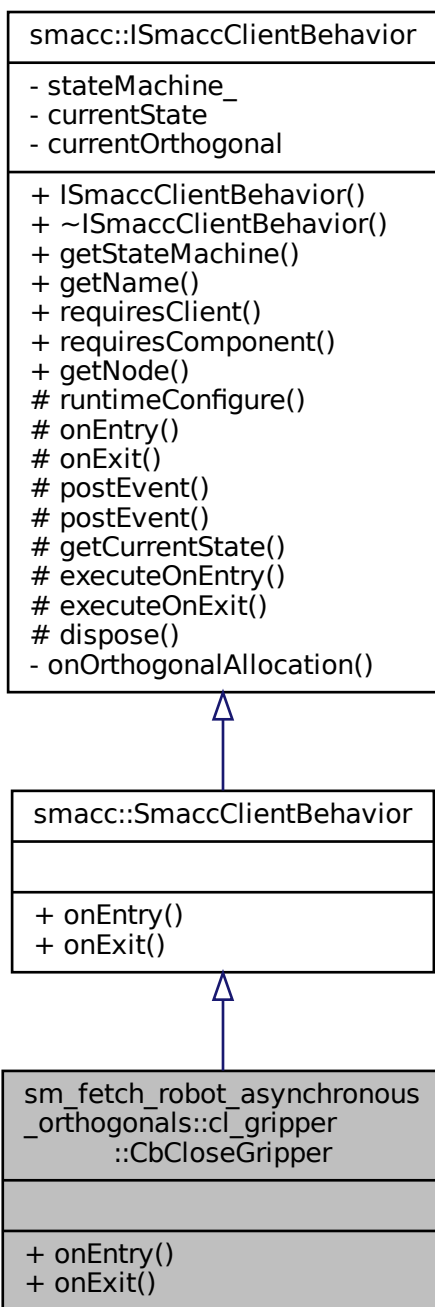 smacc::ISmaccClientBehavior
- stateMachine_
- currentState
- currentOrthogonal
+ ISmaccClientBehavior()
+ ~ISmaccClientBehavior()
+ getStateMachine()
+ getName()
+ requiresClient()
+ requiresComponent()
+ getNode()
# runtimeConfigure()
# onEntry()
# onExit()
# postEvent()
# postEvent()
# getCurrentState()
# executeOnEntry()
# executeOnExit()
# dispose()
- onOrthogonalAllocation()
smacc::SmaccClientBehavior
+ onEntry()
+ onExit()
sm_fetch_robot_asynchronous
_orthogonals::cl_gripper
::CbCloseGripper
+ onEntry()
+ onExit()